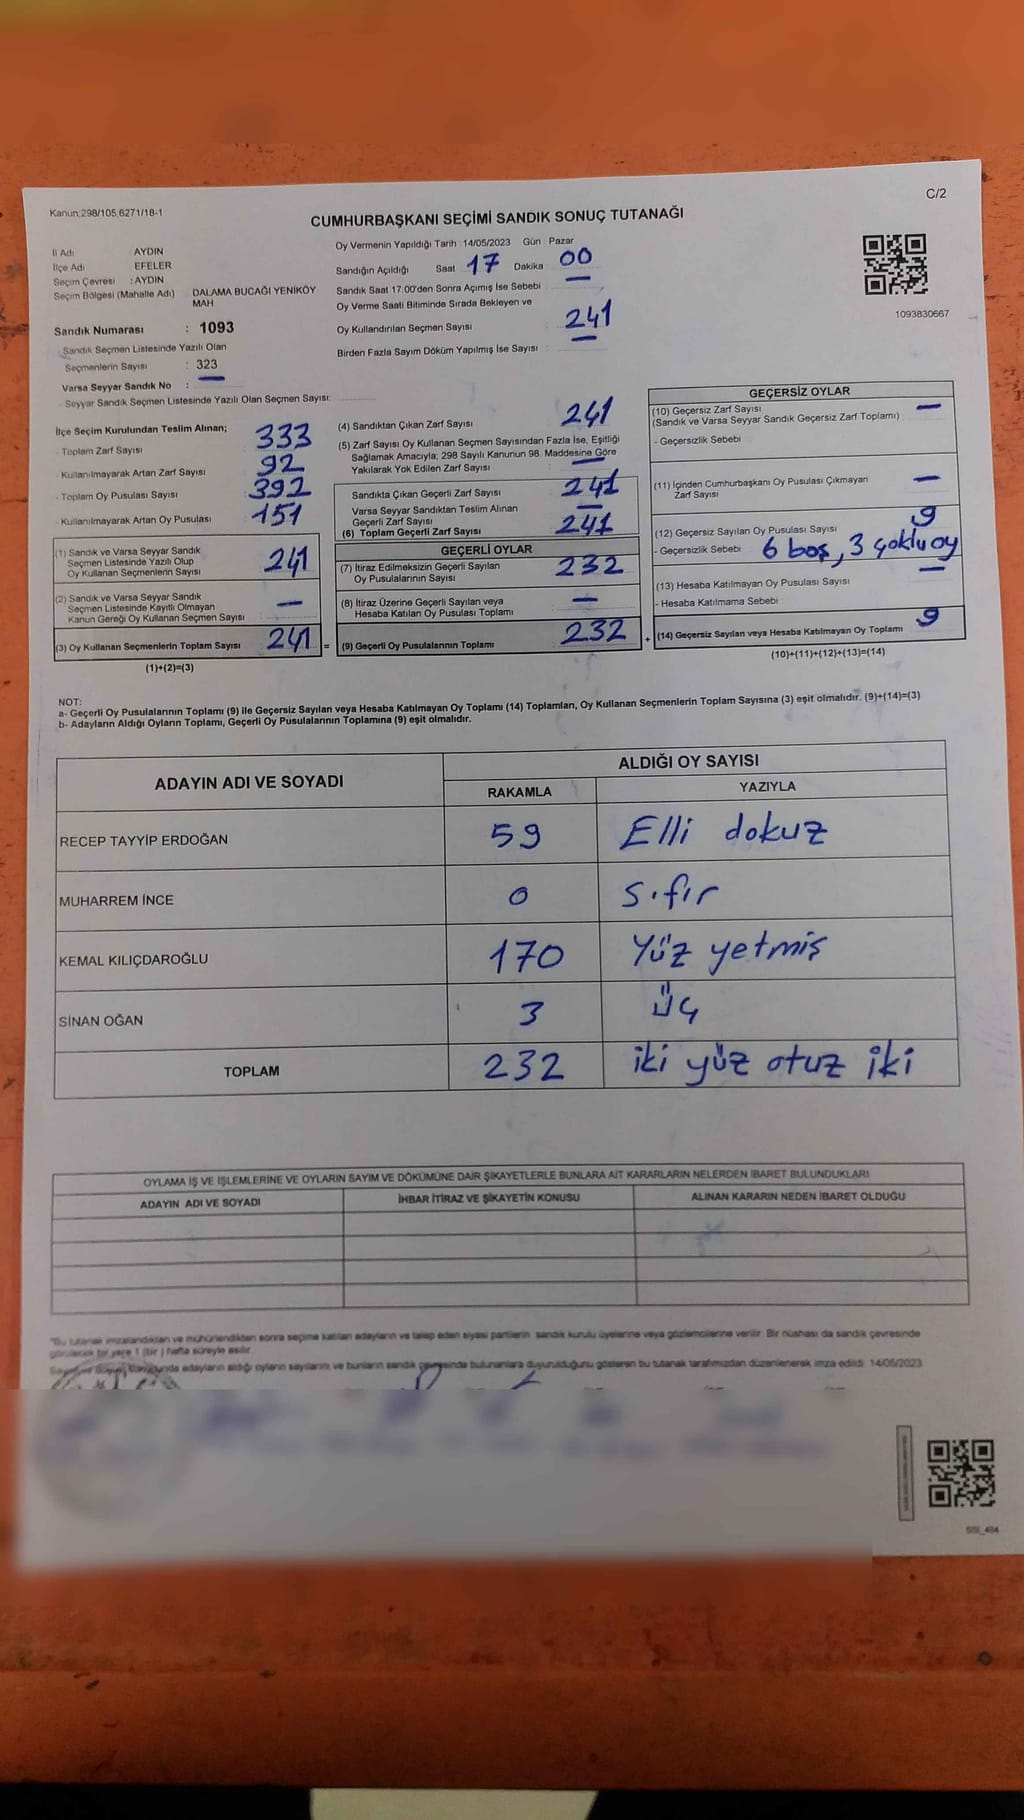 Kanun:298/105,6271/18-1
C/2
CUMHURBAŞKANI SEÇİMİ SANDIK SONUÇ TUTANAĞI
İl Adı AYDIN
İlçe Adı EFELER
Seçim Çevresi : AYDIN
Seçim Bölgesi (Mahalle Adı) DALAMA BUCAĞI YENİKÖY
MAH
Sandık Numarası : 1093
Sandık Seçmen Listesinde Yazılı Olan
Seçmenlerin Sayısı : 323
Varsa Seyyar Sandık No : —
- Seyyar Sandık Seçmen Listesinde Yazılı Olan Seçmen Sayısı:
Oy Vermenin Yapıldığı Tarih : 14/05/2023 Gün : Pazar
Sandığın Açıldığı Saat 17 Dakika 00
Sandık Saat 17.00'den Sonra Açımış İse Sebebi : —
Oy Verme Saati Bitiminde Sırada Bekleyen ve
Oy Kullandırılan Seçmen Sayısı : 241
Birden Fazla Sayım Döküm Yapılmış İse Sayısı : —
1093830667
İlçe Seçim Kurulundan Teslim Alınan;
- Toplam Zarf Sayısı 333
- Kullanılmayarak Artan Zarf Sayısı 92
- Toplam Oy Pusulası Sayısı 392
- Kullanılmayarak Artan Oy Pusulası 151
(1) Sandık ve Varsa Seyyar Sandık
Seçmen Listesinde Yazılı Olup
Oy Kullanan Seçmenlerin Sayısı 241
(2) Sandık ve Varsa Seyyar Sandık
Seçmen Listesinde Kayıtlı Olmayan
Kanun Gereği Oy Kullanan Seçmen Sayısı —
(3) Oy Kullanan Seçmenlerin Toplam Sayısı 241 =
(1)+(2)=(3)
(4) Sandıktan Çıkan Zarf Sayısı 241
(5) Zarf Sayısı Oy Kullanan Seçmen Sayısından Fazla İse, Eşitliği
Sağlamak Amacıyla; 298 Sayılı Kanunun 98. Maddesine Göre
Yakılarak Yok Edilen Zarf Sayısı —
Sandıkta Çıkan Geçerli Zarf Sayısı 241
Varsa Seyyar Sandıktan Teslim Alınan
Geçerli Zarf Sayısı —
(6) Toplam Geçerli Zarf Sayısı 241
GEÇERLİ OYLAR
(7) İtiraz Edilmeksizin Geçerli Sayılan
Oy Pusulalarının Sayısı 232
(8) İtiraz Üzerine Geçerli Sayılan veya
Hesaba Katılan Oy Pusulası Toplamı —
(9) Geçerli Oy Pusulalarının Toplamı 232 +
GEÇERSİZ OYLAR
(10) Geçersiz Zarf Sayısı —
(Sandık ve Varsa Seyyar Sandık Geçersiz Zarf Toplamı)
- Geçersizlik Sebebi
(11) İçinden Cumhurbaşkanı Oy Pusulası Çıkmayan
Zarf Sayısı —
(12) Geçersiz Sayılan Oy Pusulası Sayısı 9
- Geçersizlik Sebebi 6 boş, 3 çoklu oy
(13) Hesaba Katılmayan Oy Pusulası Sayısı —
- Hesaba Katılmama Sebebi
(14) Geçersiz Sayılan veya Hesaba Katılmayan Oy Toplamı 9
(10)+(11)+(12)+(13)=(14)
NOT:
a- Geçerli Oy Pusulalarının Toplamı (9) ile Geçersiz Sayılan veya Hesaba Katılmayan Oy Toplamı (14) Toplamları, Oy Kullanan Seçmenlerin Toplam Sayısına (3) eşit olmalıdır. (9)+(14)=(3)
b- Adayların Aldığı Oyların Toplamı, Geçerli Oy Pusulalarının Toplamına (9) eşit olmalıdır.
ADAYIN ADI VE SOYADI ALDIĞI OY SAYISI
RAKAMLA YAZIYLA
RECEP TAYYİP ERDOĞAN 59 Elli dokuz
MUHARREM İNCE 0 Sıfır
KEMAL KILIÇDAROĞLU 170 Yüz yetmiş
SİNAN OĞAN 3 üç
TOPLAM 232 iki yüz otuz iki
OYLAMA İŞ VE İŞLEMLERİNE VE OYLARIN SAYIM VE DÖKÜMÜNE DAİR ŞİKAYETLERLE BUNLARA AİT KARARLARIN NELERDEN İBARET BULUNDUKLARI
ADAYIN ADI VE SOYADI İHBAR İTİRAZ VE ŞİKAYETİN KONUSU ALINAN KARARIN NEDEN İBARET OLDUĞU
*Bu tutanak imzalandıktan ve mühürlendikten sonra seçime katılan adayların ve talep eden siyasi partilerin sandık kurulu üyelerine veya gözlemcilerine verilir. Bir nüshası da sandık çevresinde
görülecek bir yere 1 (bir) hafta süreyle asılır.
adayların aldığı oyların sayılarını ve bunların sandık çevresinde bulunanlara duyurulduğunu gösteren bu tutanak tarafımızdan düzenlenerek imza edildi. 14/05/2023